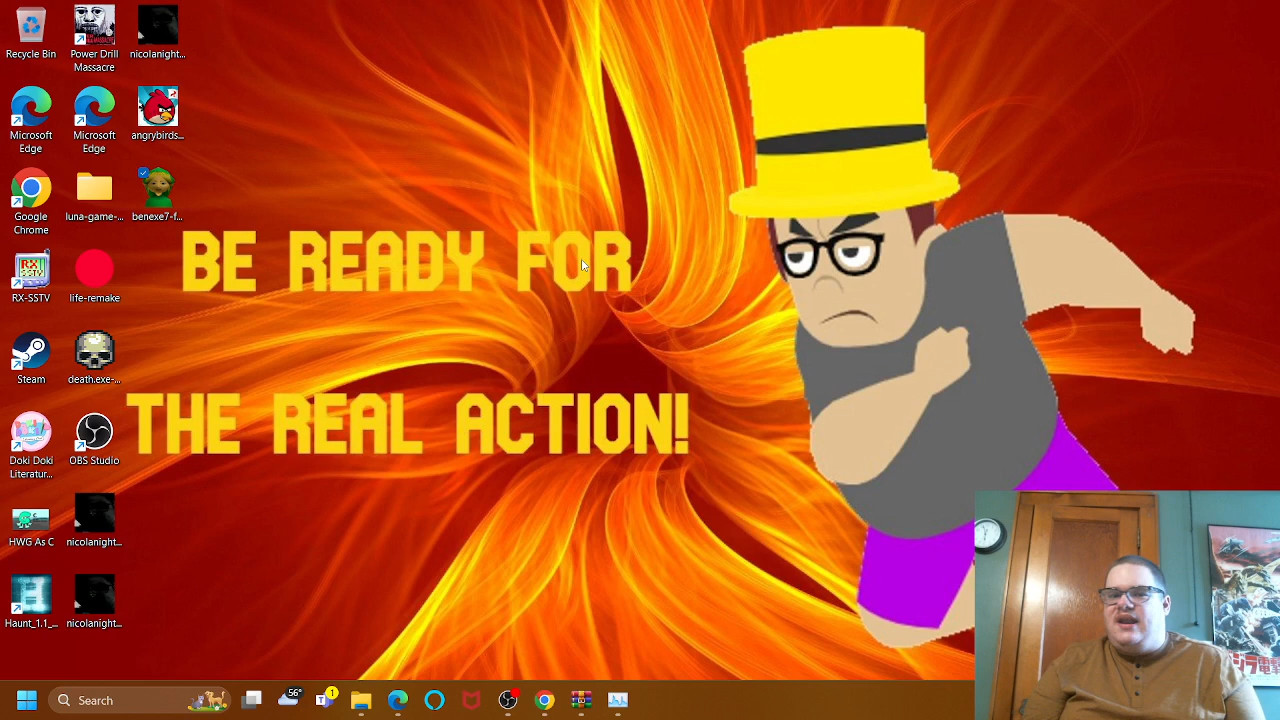 Recycle Bin
Power Drill
Massacre
nicolanight...
Microsoft
Edge
Microsoft
Edge
angrybirds...
Google
Chrome
luna-game-...
benexe7-f...
RX-SSTV
life-remake
Steam
death.exe-...
Doki Doki
Literatur...
OBS Studio
HWG As C
nicolanight...
Haunt_1.1_...
nicolanight...
BE READY FOR
THE REAL ACTION!
Search
56°
1